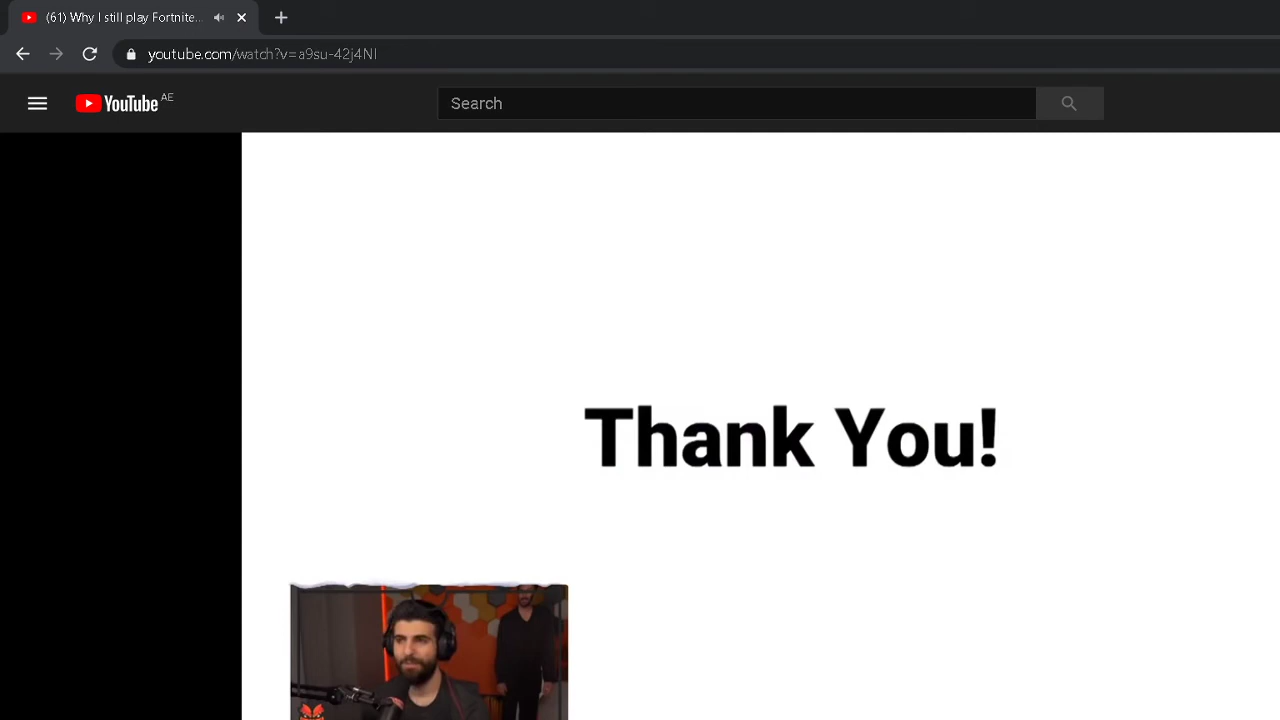 (61) Why I still play Fortnite...
youtube.com/watch?v=a9su-42j4NI
YouTube AE
Search
Thank You!